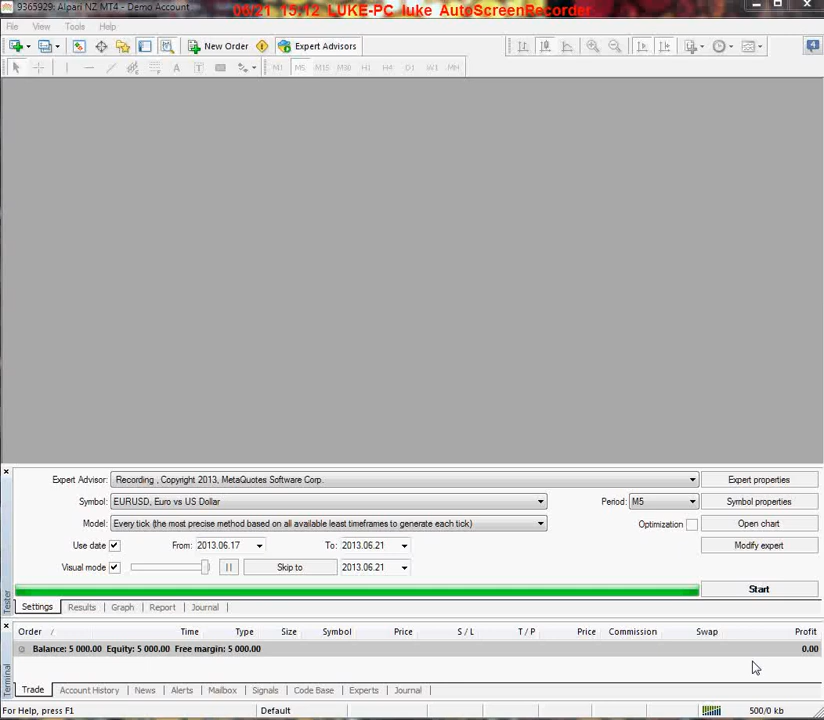 9365929: Alpari NZ MT4 - Demo Account
06/21 15:12 LUKE-PC luke AutoScreenRecorder
File View Tools Help
New Order Expert Advisors
M1 M5 M15 M30 H1 H4 D1 W1 MN
Expert Advisor: Recording , Copyright 2013, MetaQuotes Software Corp. Expert properties
Symbol: EURUSD, Euro vs US Dollar Period: M5 Symbol properties
Model: Every tick (the most precise method based on all available least timeframes to generate each tick) Optimization Open chart
Use date From: 2013.06.17 To: 2013.06.21 Modify expert
Visual mode Skip to 2013.06.21
Start
Tester
Settings Results Graph Report Journal
Order / Time Type Size Symbol Price S / L T / P Price Commission Swap Profit
Balance: 5 000.00 Equity: 5 000.00 Free margin: 5 000.00 0.00
Terminal
Trade Account History News Alerts Mailbox Signals Code Base Experts Journal
For Help, press F1 Default 500/0 kb